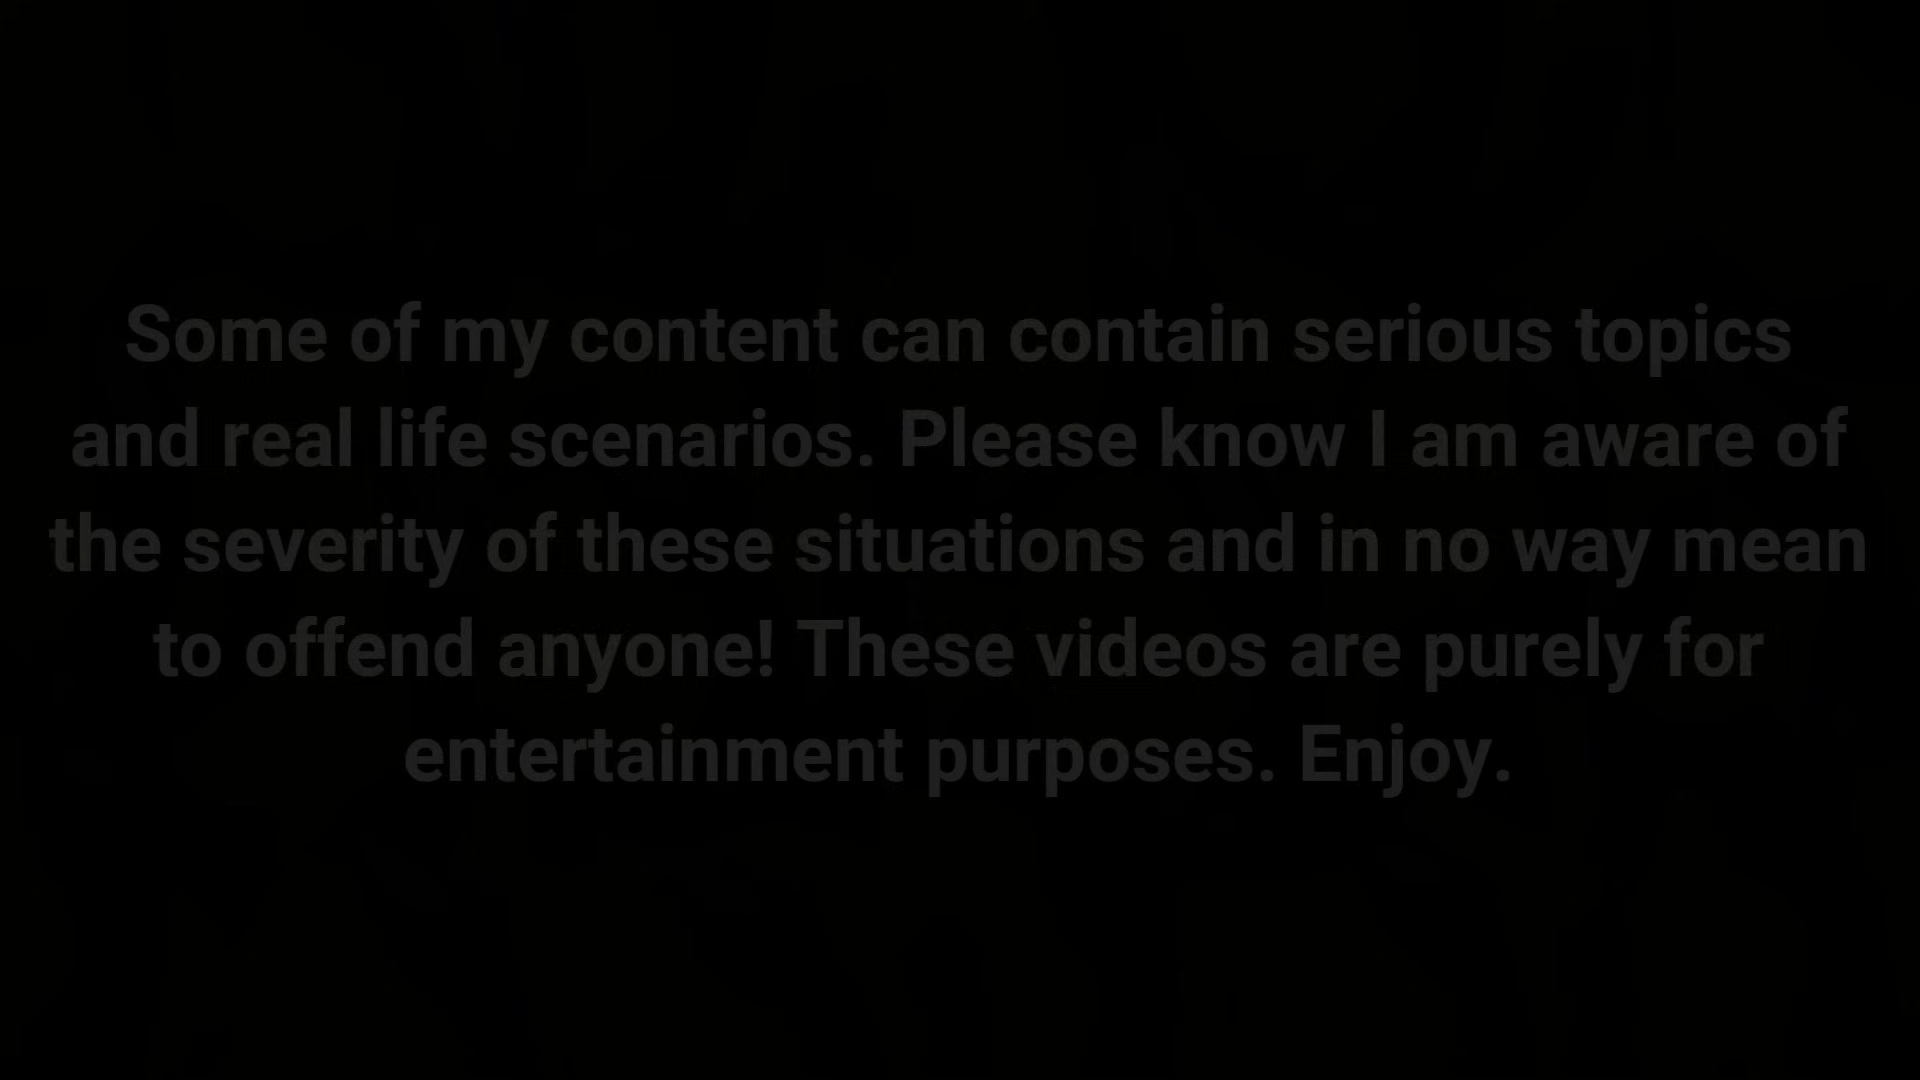 Some of my content can contain serious topics
and real life scenarios. Please know I am aware of
the severity of these situations and in no way mean
to offend anyone! These videos are purely for
entertainment purposes. Enjoy.